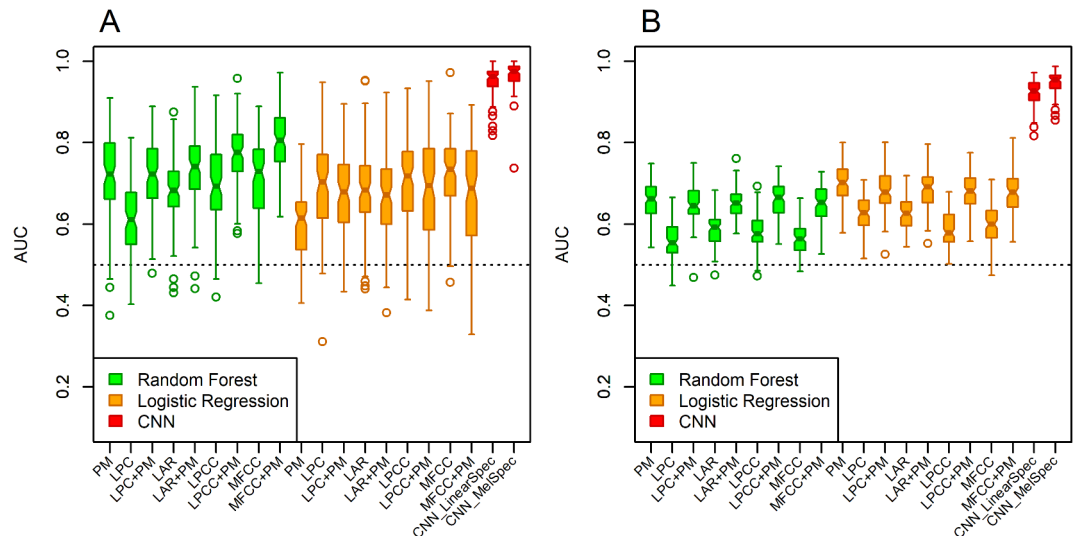 A
AUC
1.0
0.8
0.6
0.4
0.2
Random Forest
Logistic Regression
CNN
PM
LPC
LPC+PM
LAR
LAR+PM
LPCC
LPCC+PM
MFCC
MFCC+PM
PM
LPC
LPC+PM
LAR
LAR+PM
LPCC
LPCC+PM
MFCC
MFCC+PM
CNN_LinearSpec
CNN_MelSpec
B
AUC
1.0
0.8
0.6
0.4
0.2
Random Forest
Logistic Regression
CNN
PM
LPC
LPC+PM
LAR
LAR+PM
LPCC
LPCC+PM
MFCC
MFCC+PM
PM
LPC
LPC+PM
LAR
LAR+PM
LPCC
LPCC+PM
MFCC
MFCC+PM
CNN_LinearSpec
CNN_MelSpec